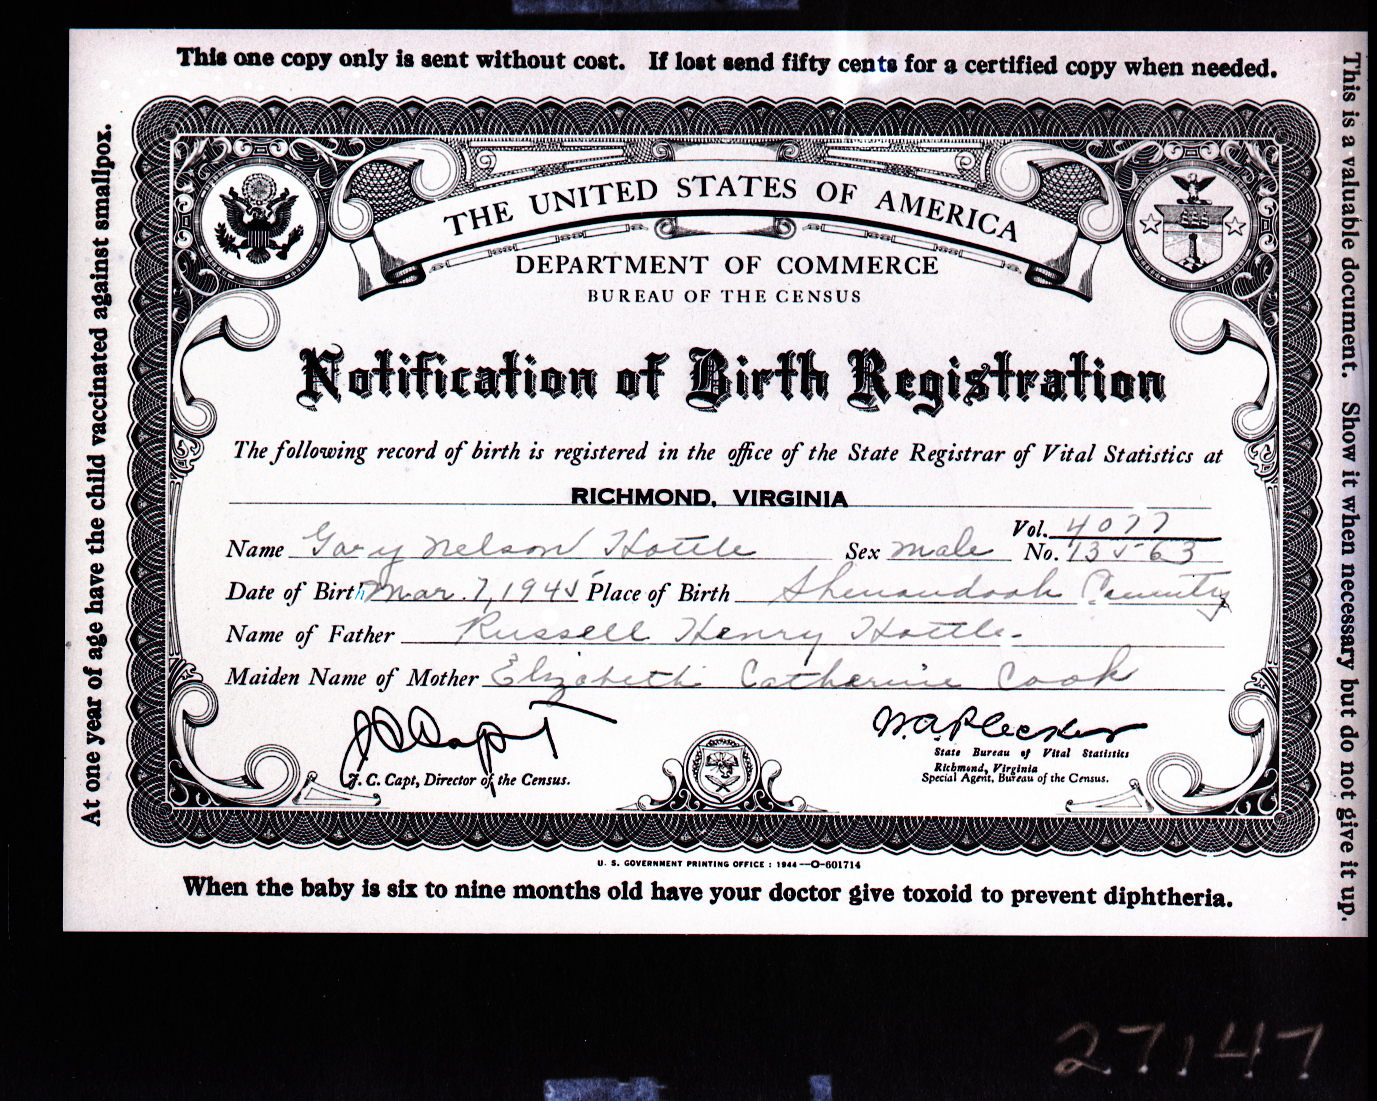 This one copy only is sent without cost. If lost send fifty cents for a certified copy when needed.
At one year of age have the child vaccinated against smallpox.
This is a valuable document. Show it when necessary but do not give it up.
THE UNITED STATES OF AMERICA
DEPARTMENT OF COMMERCE
BUREAU OF THE CENSUS
Notification of Birth Registration
The following record of birth is registered in the office of the State Registrar of Vital Statistics at
RICHMOND, VIRGINIA
Vol. 4077
Name Gary Nelson Hottle Sex Male No. 13563
Date of Birth Mar. 7, 1945 Place of Birth Shenandoah County
Name of Father Russell Henry Hottle
Maiden Name of Mother Elizabeth Catherine Cook
J C Capt W. A. Plecker
State Bureau of Vital Statistics
Richmond, Virginia
J. C. Capt, Director of the Census. Special Agent, Bureau of the Census.
U. S. GOVERNMENT PRINTING OFFICE : 1944—O-601714
When the baby is six to nine months old have your doctor give toxoid to prevent diphtheria.
27147